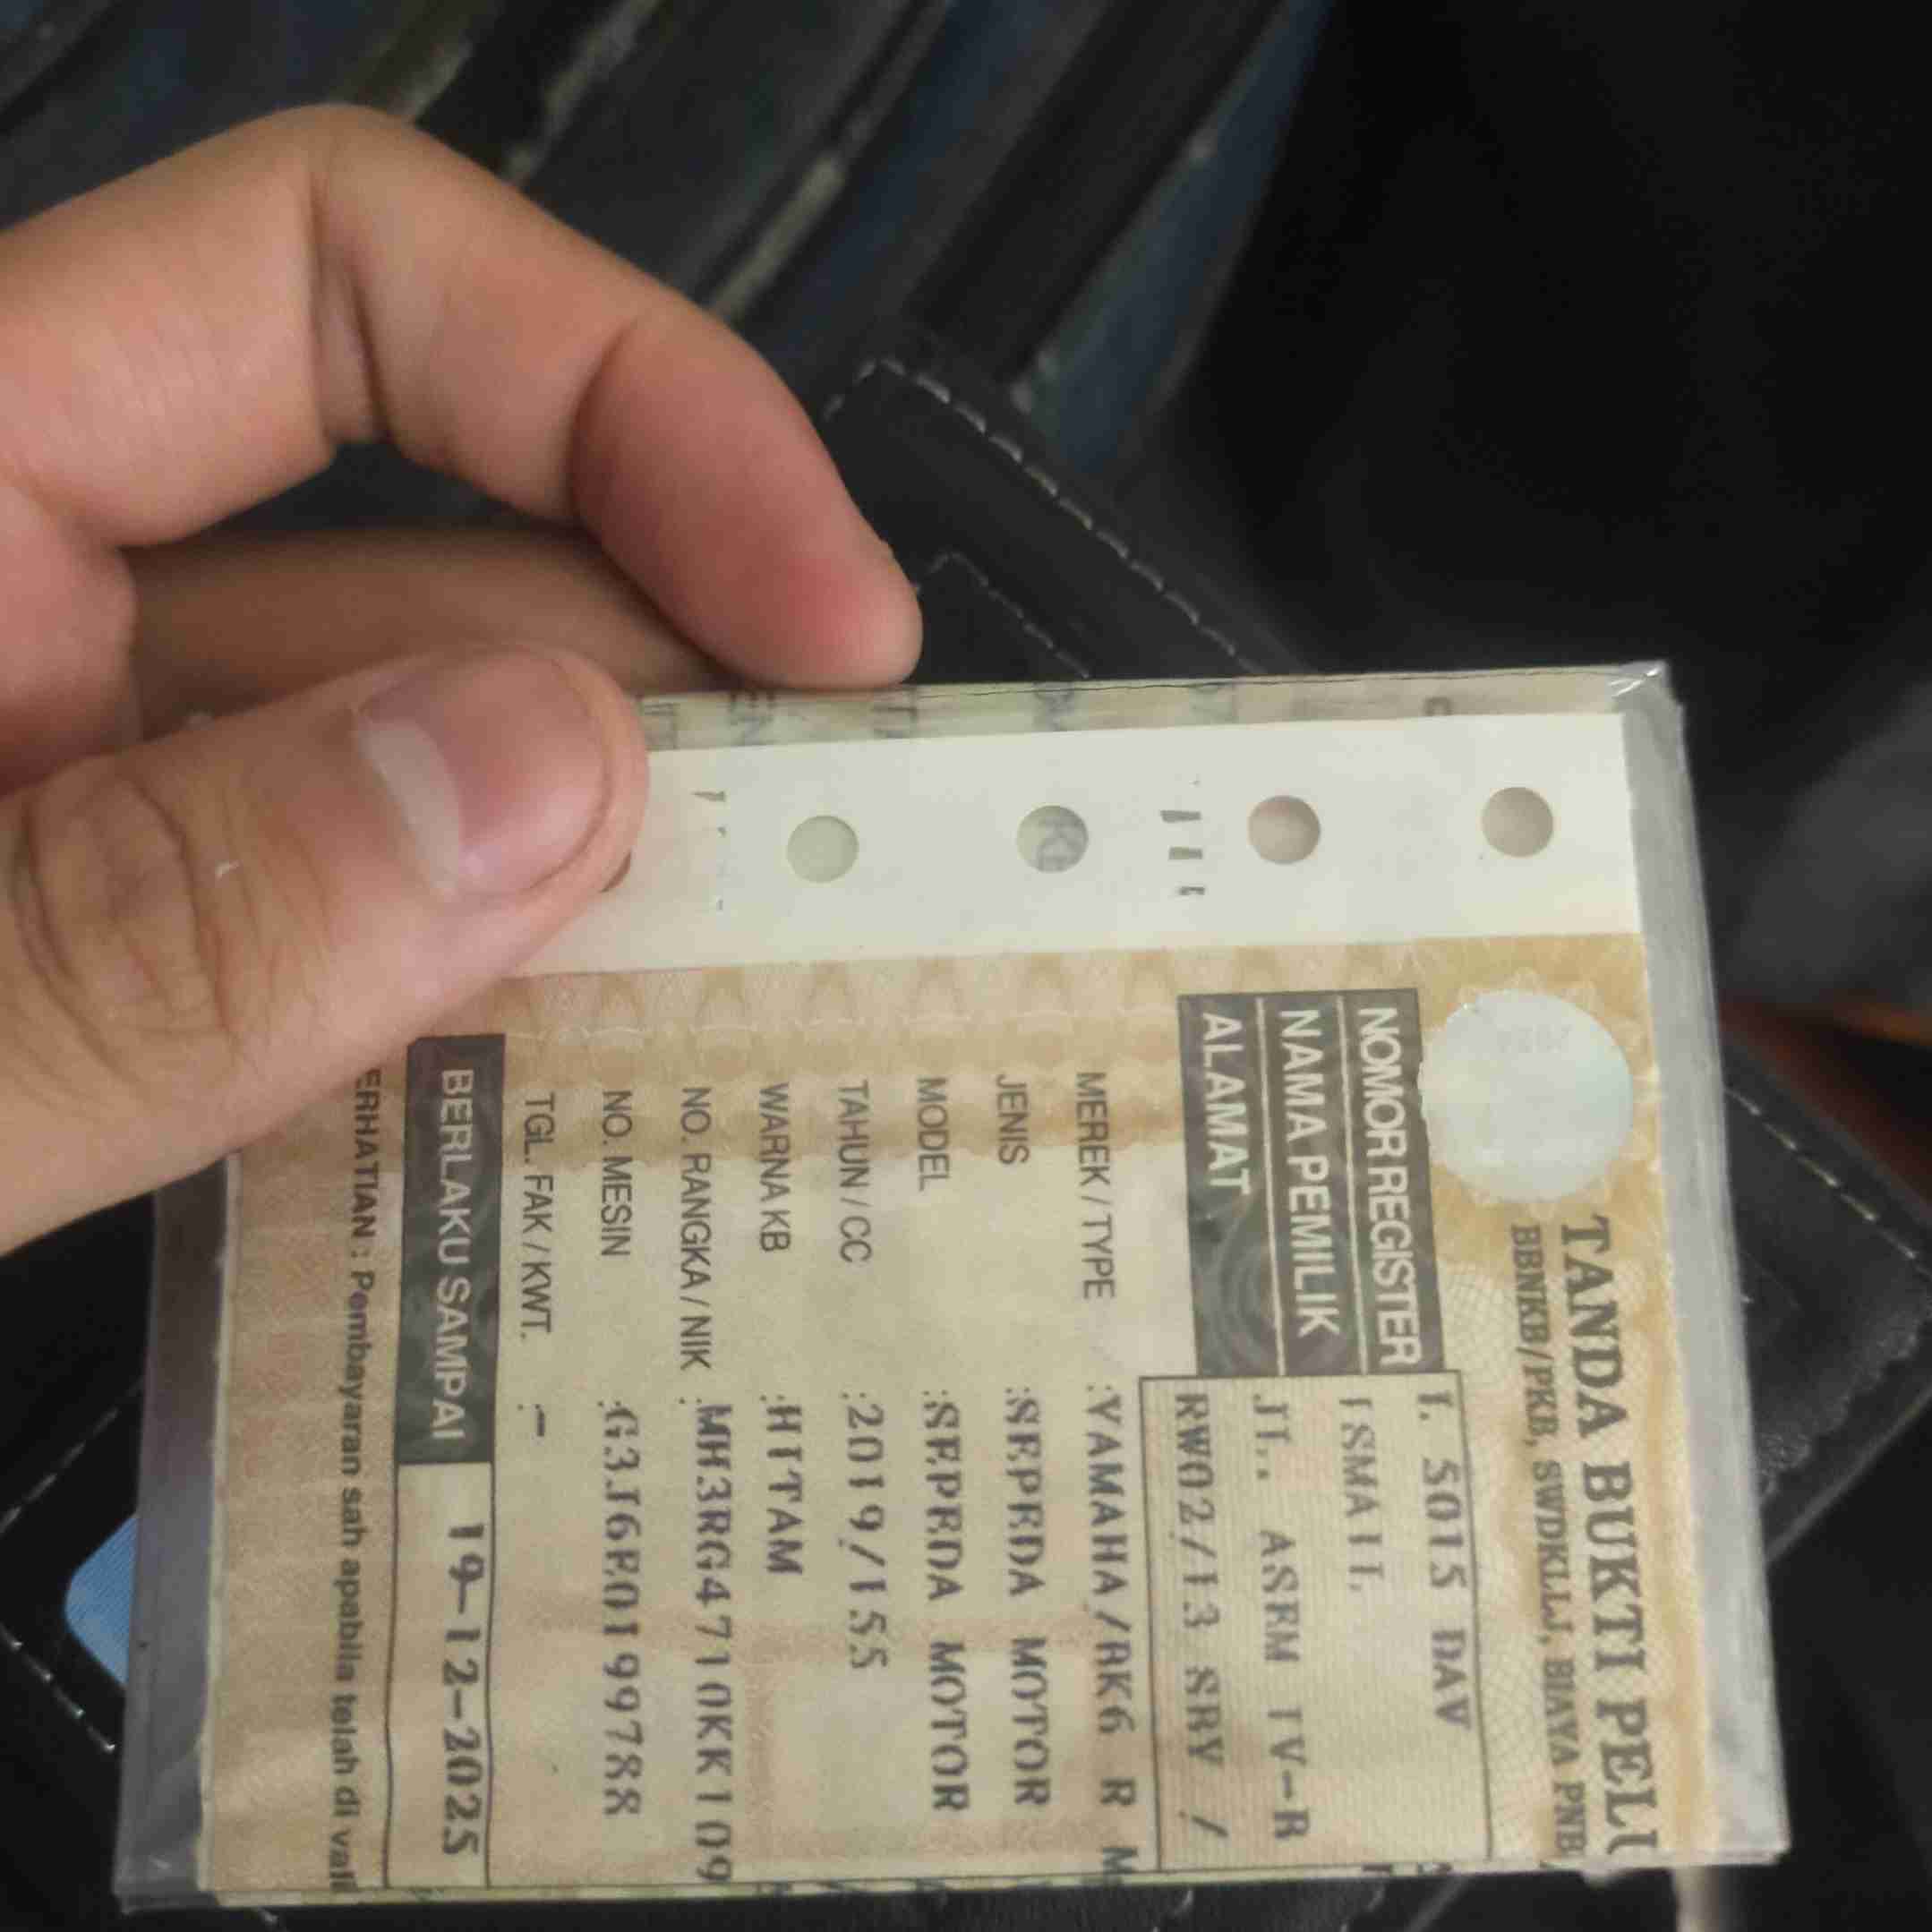 TANDA BUKTI PEL
BBNKB/PKB, SWDKLLJ, BIAYA PNB
NOMOR REGISTER L 5015 DAV
NAMA PEMILIK ISMAIL
ALAMAT JL. ASEM IV-R
RW02/13 SBY /
MEREK / TYPE :YAMAHA/BK6 R M
JENIS :SEPEDA MOTOR
MODEL :SEPEDA MOTOR
TAHUN / CC :2019/155
WARNA KB :HITAM
NO. RANGKA / NIK :MH3RG4710KK109
NO. MESIN :G3J6E0199788
TGL. FAK / KWT. :-
BERLAKU SAMPAI 19-12-2025
ERHATIAN : Pembayaran sah apabila telah di vali